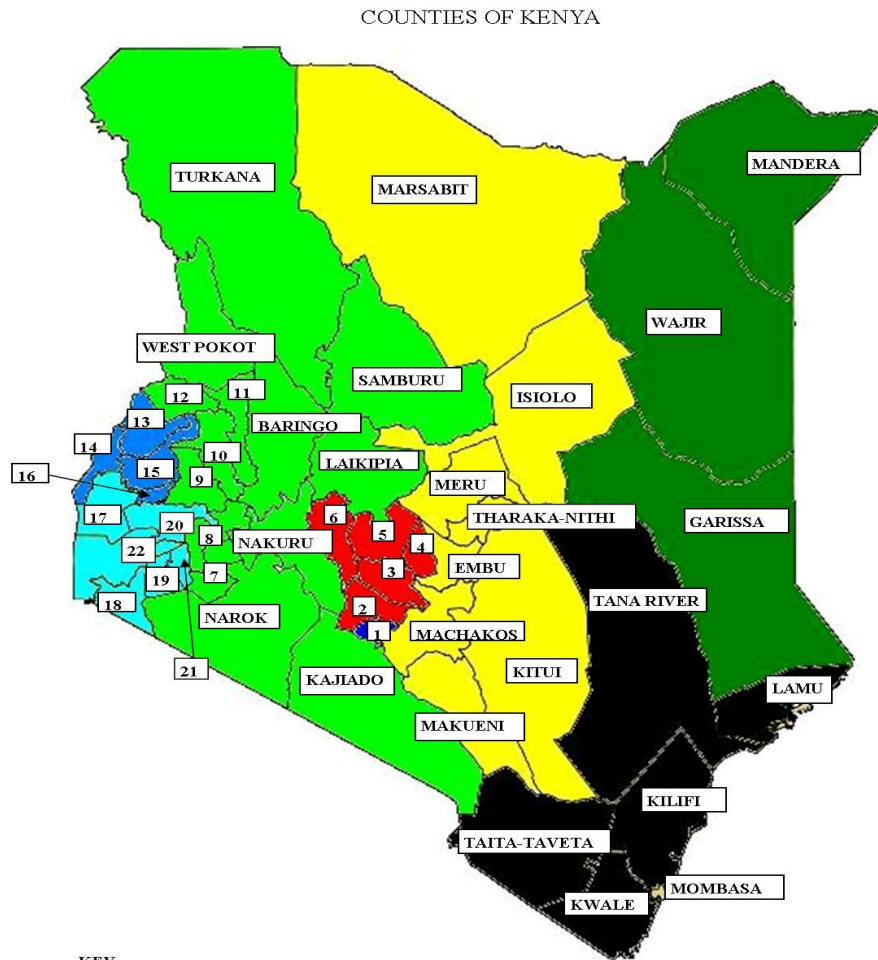 COUNTIES OF KENYA
MANDERA
TURKANA
MARSABIT
WAJIR
WEST POKOT
SAMBURU
11
12
ISIOLO
13
BARINGO
14
10
LAIKIPIA
15
16
9
MERU
17
6
THARAKA-NITHI
GARISSA
20
5
8
NAKURU
4
22
3
EMBU
7
19
TANA RIVER
18
2
NAROK
1
MACHAKOS
21
KITUI
KAJIADO
LAMU
MAKUENI
KILIFI
TAITA-TAVETA
MOMBASA
KWALE
KEY